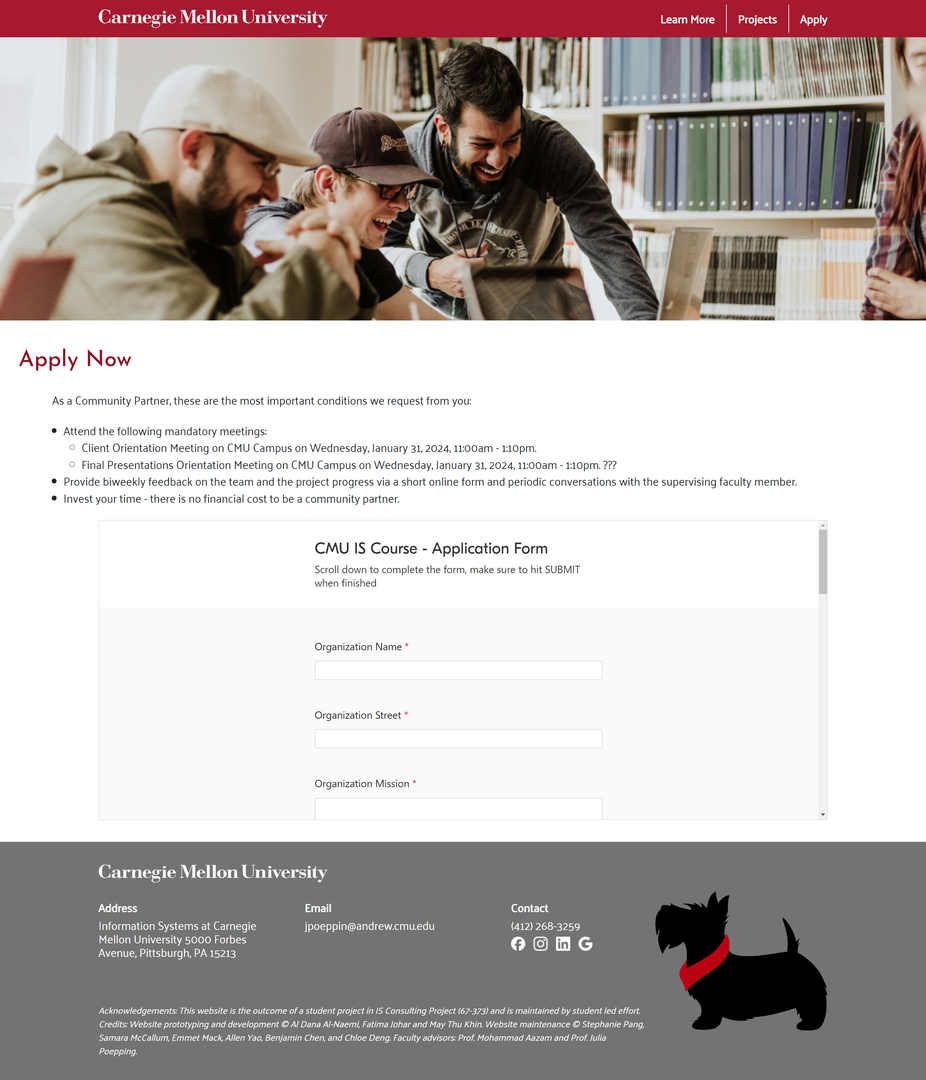 Carnegie Mellon University
Learn More
Projects
Apply
Apply Now
As a Community Partner, these are the most important conditions we request from you:
Attend the following mandatory meetings:
Client Orientation Meeting on CMU Campus on Wednesday, January 31, 2024, 11:00am - 1:10pm.
Final Presentations Orientation Meeting on CMU Campus on Wednesday, January 31, 2024, 11:00am - 1:10pm. ???
Provide biweekly feedback on the team and the project progress via a short online form and periodic conversations with the supervising faculty member.
Invest your time - there is no financial cost to be a community partner.
CMU IS Course - Application Form
Scroll down to complete the form, make sure to hit SUBMIT
when finished
Organization Name *
Organization Street *
Organization Mission *
Carnegie Mellon University
Address
Information Systems at Carnegie
Mellon University 5000 Forbes
Avenue, Pittsburgh, PA 15213
Email
jpoeppin@andrew.cmu.edu
Contact
(412) 268-3259
Acknowledgements: This website is the outcome of a student project in IS Consulting Project (67-373) and is maintained by student led effort.
Credits: Website prototyping and development © Al Dana Al-Naemi, Fatima Johar and May Thu Khin. Website maintenance © Stephanie Pang,
Samara McCallum, Emmet Mack, Allen Yao, Benjamin Chen, and Chloe Deng. Faculty advisors: Prof. Mohammad Aazam and Prof. Julia
Poepping.